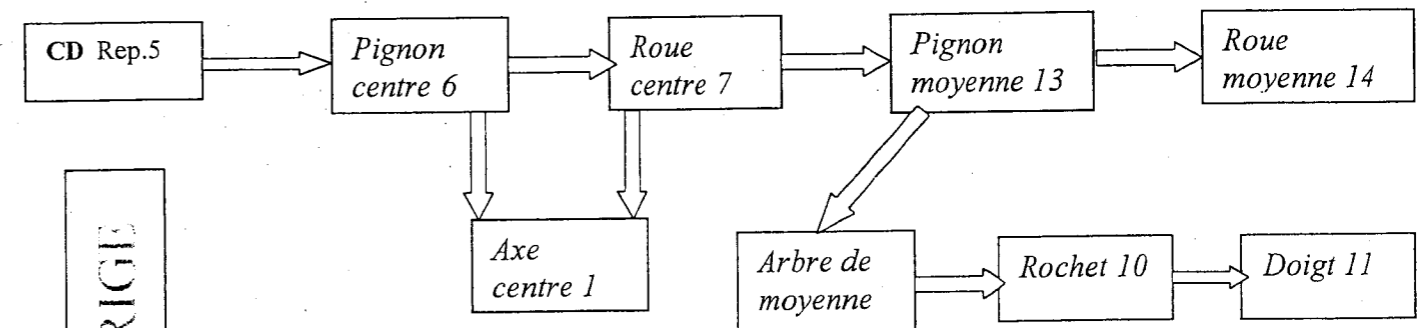 CD Rep.5
Pignon
centre 6
Roue
centre 7
Pignon
moyenne 13
Roue
moyenne 14
Axe
centre 1
Arbre de
moyenne
Rochet 10
Doigt 11